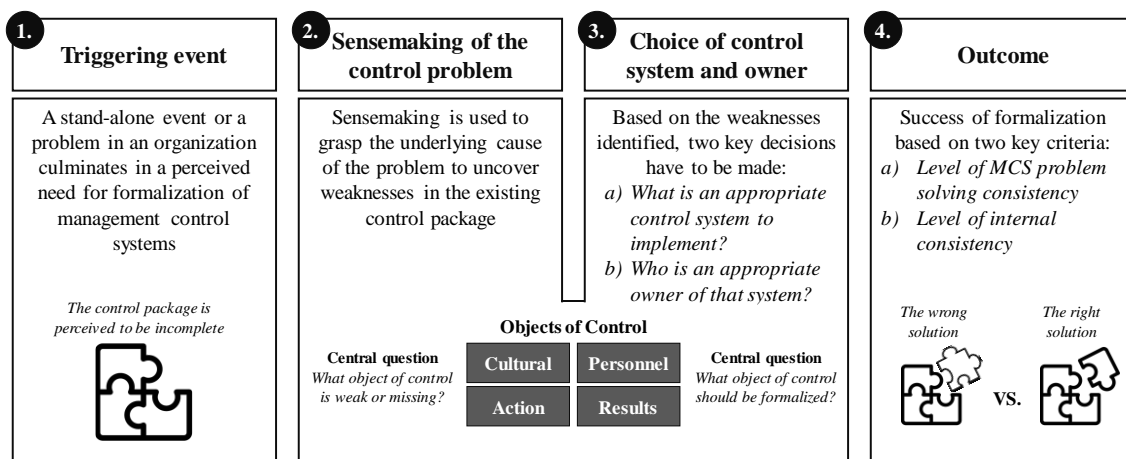 1.
Triggering event
A stand-alone event or a
problem in an organization
culminates in a perceived
need for formalization of
management control
systems
The control package is
perceived to be incomplete
2.
Sensemaking of the
control problem
Sensemaking is used to
grasp the underlying cause
of the problem to uncover
weaknesses in the existing
control package
3.
Choice of control
system and owner
Based on the weaknesses
identified, two key decisions
have to be made:
a) What is an appropriate
control system to
implement?
b) Who is an appropriate
owner of that system?
Objects of Control
Central question
What object of control
is weak or missing?
Cultural
Personnel
Action
Results
Central question
What object of control
should be formalized?
4.
Outcome
Success of formalization
based on two key criteria:
a) Level of MCS problem
solving consistency
b) Level of internal
consistency
The wrong
solution
vs.
The right
solution